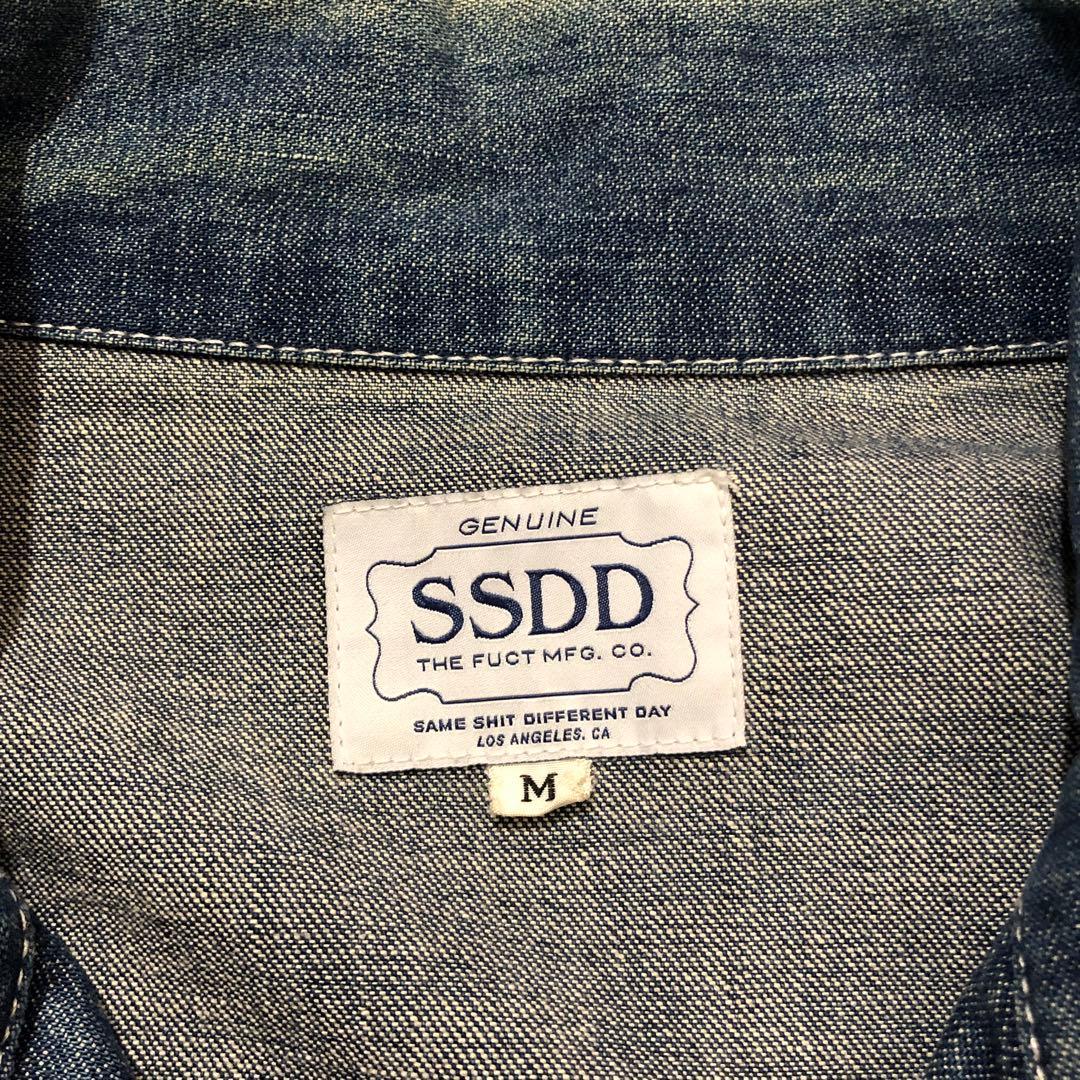 GENUINE
SSDD
THE FUCT MFG. CO.
SAME SHIT DIFFERENT DAY
LOS ANGELES, CA
M